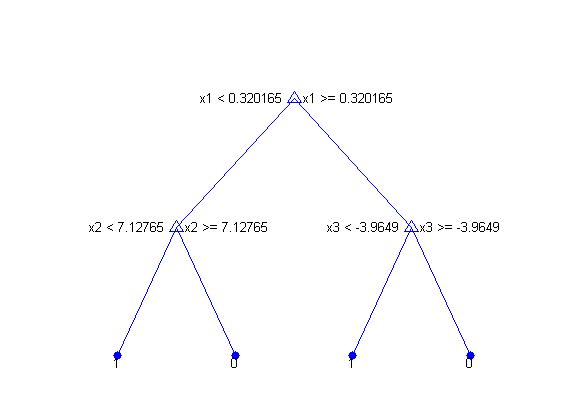 x1 < 0.320165 x1 >= 0.320165
x2 < 7.12765 x2 >= 7.12765 x3 < -3.9649 x3 >= -3.9649
1 0 1 0